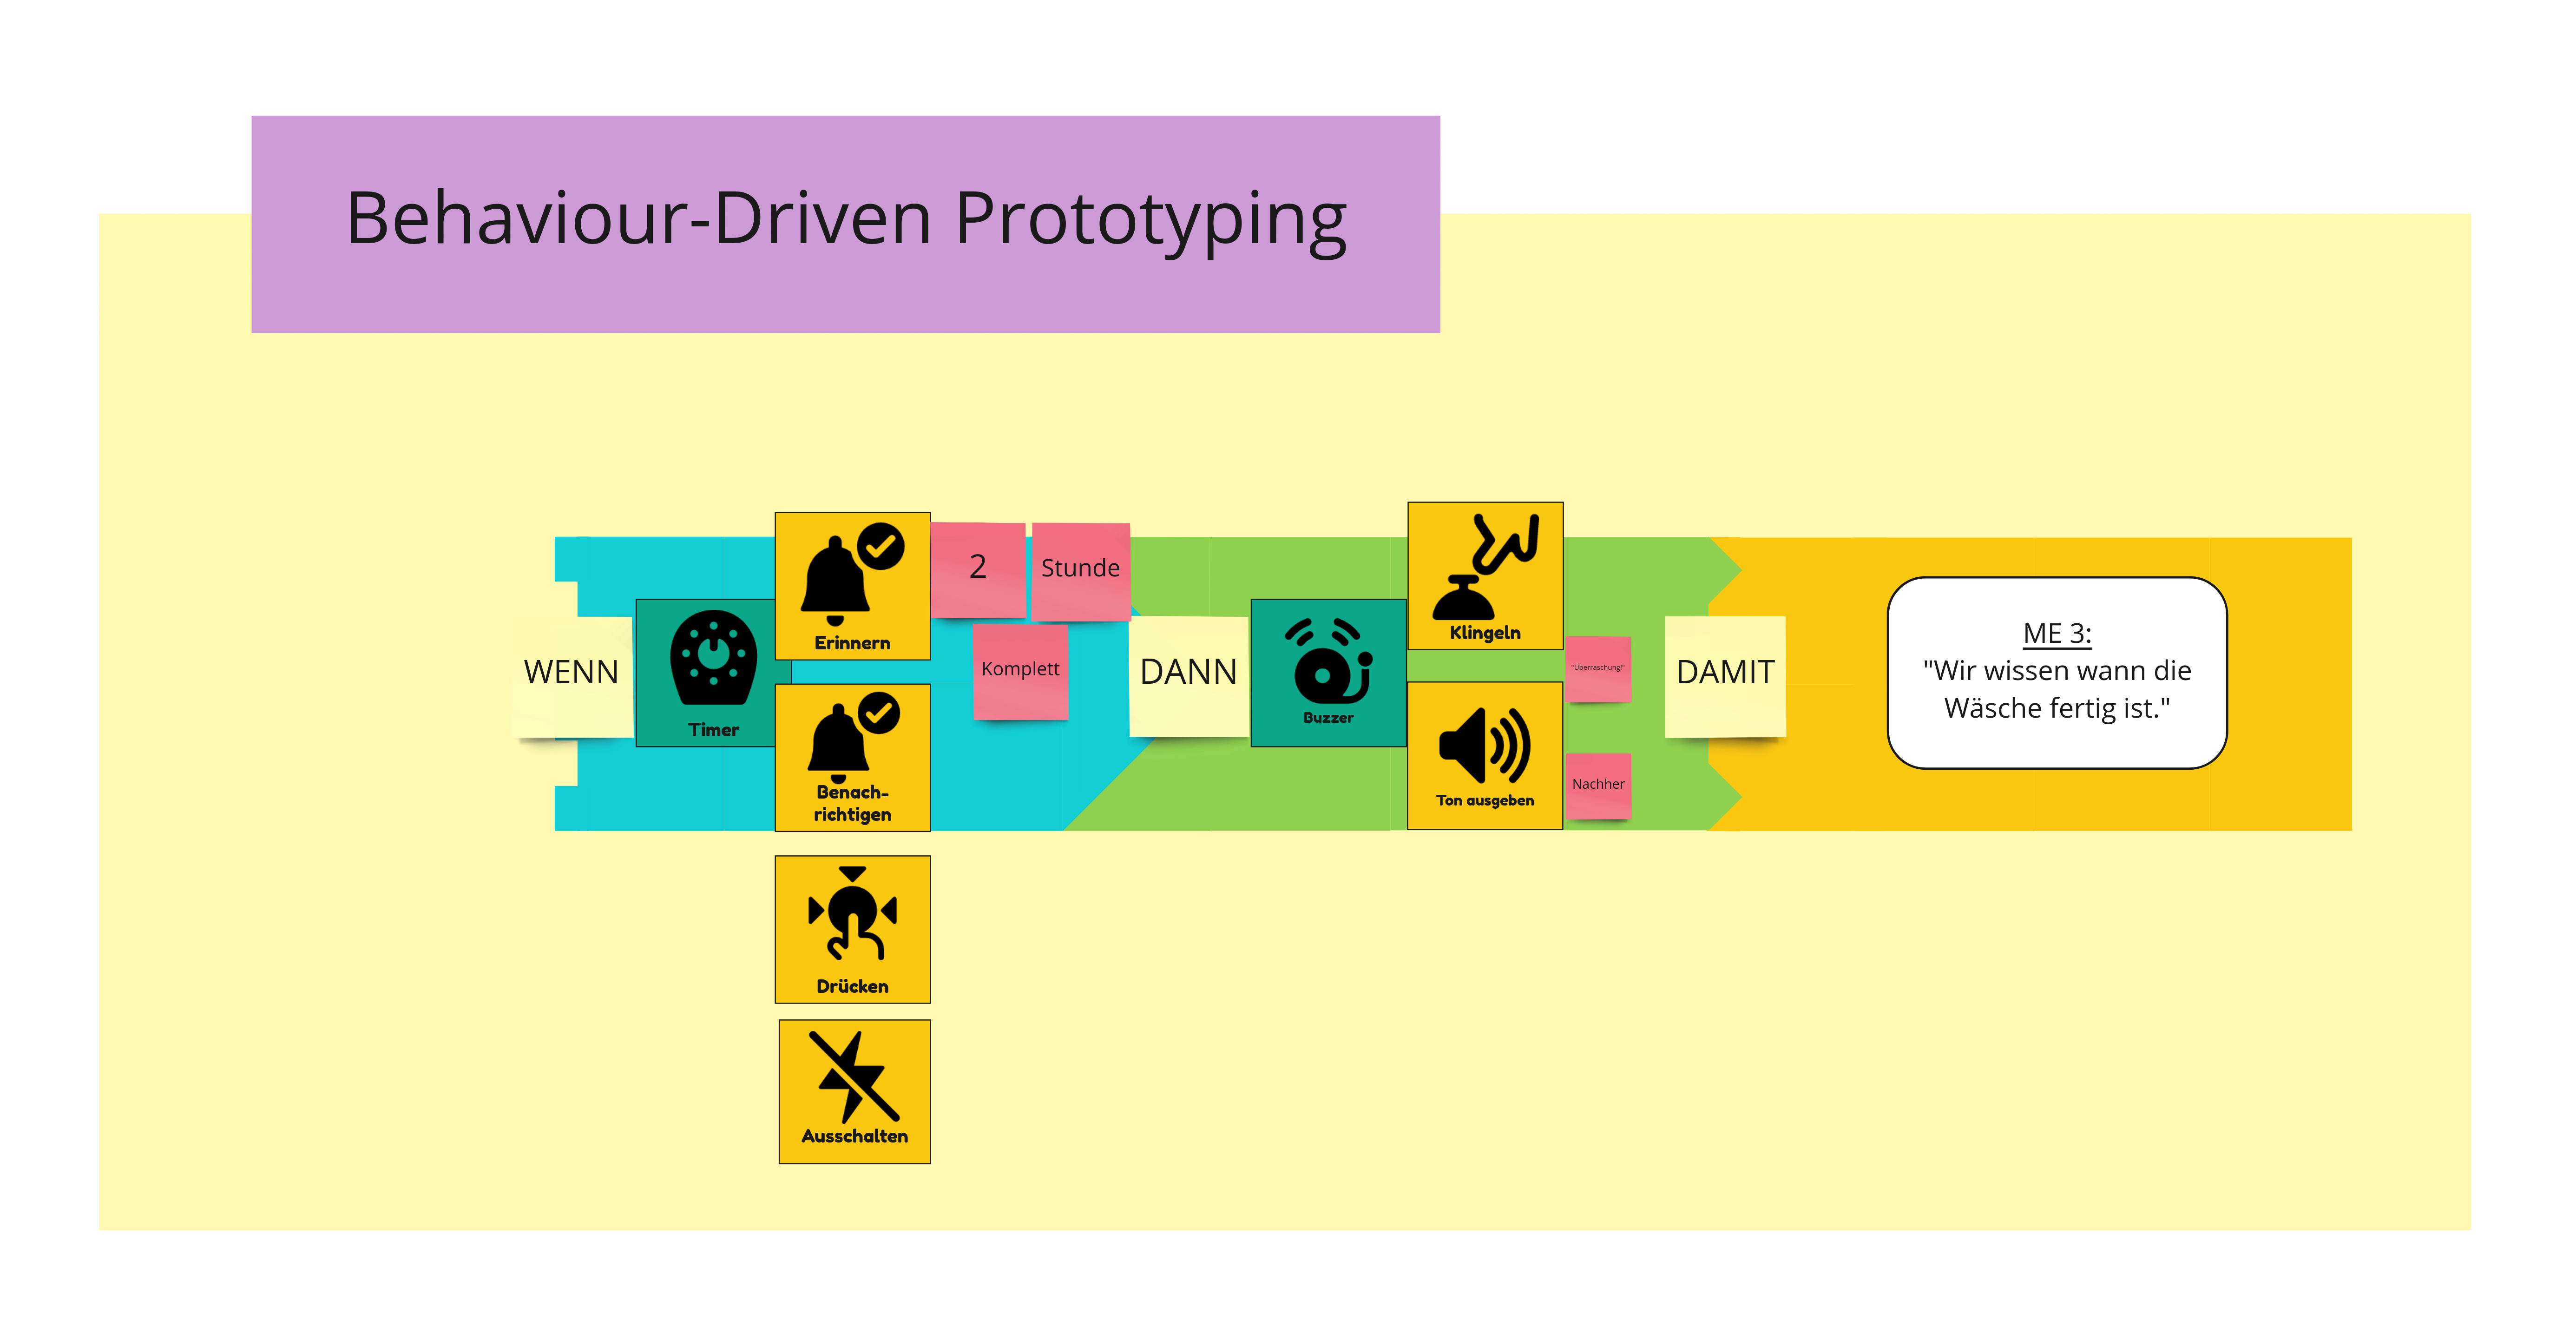 Behaviour-Driven Prototyping
WENN
Timer
Erinnern
2
Stunde
Komplett
Benach-
richtigen
Drücken
Ausschalten
DANN
Buzzer
Klingeln
"Überraschung!"
Ton ausgeben
Nachher
DAMIT
ME 3:
"Wir wissen wann die
Wäsche fertig ist."